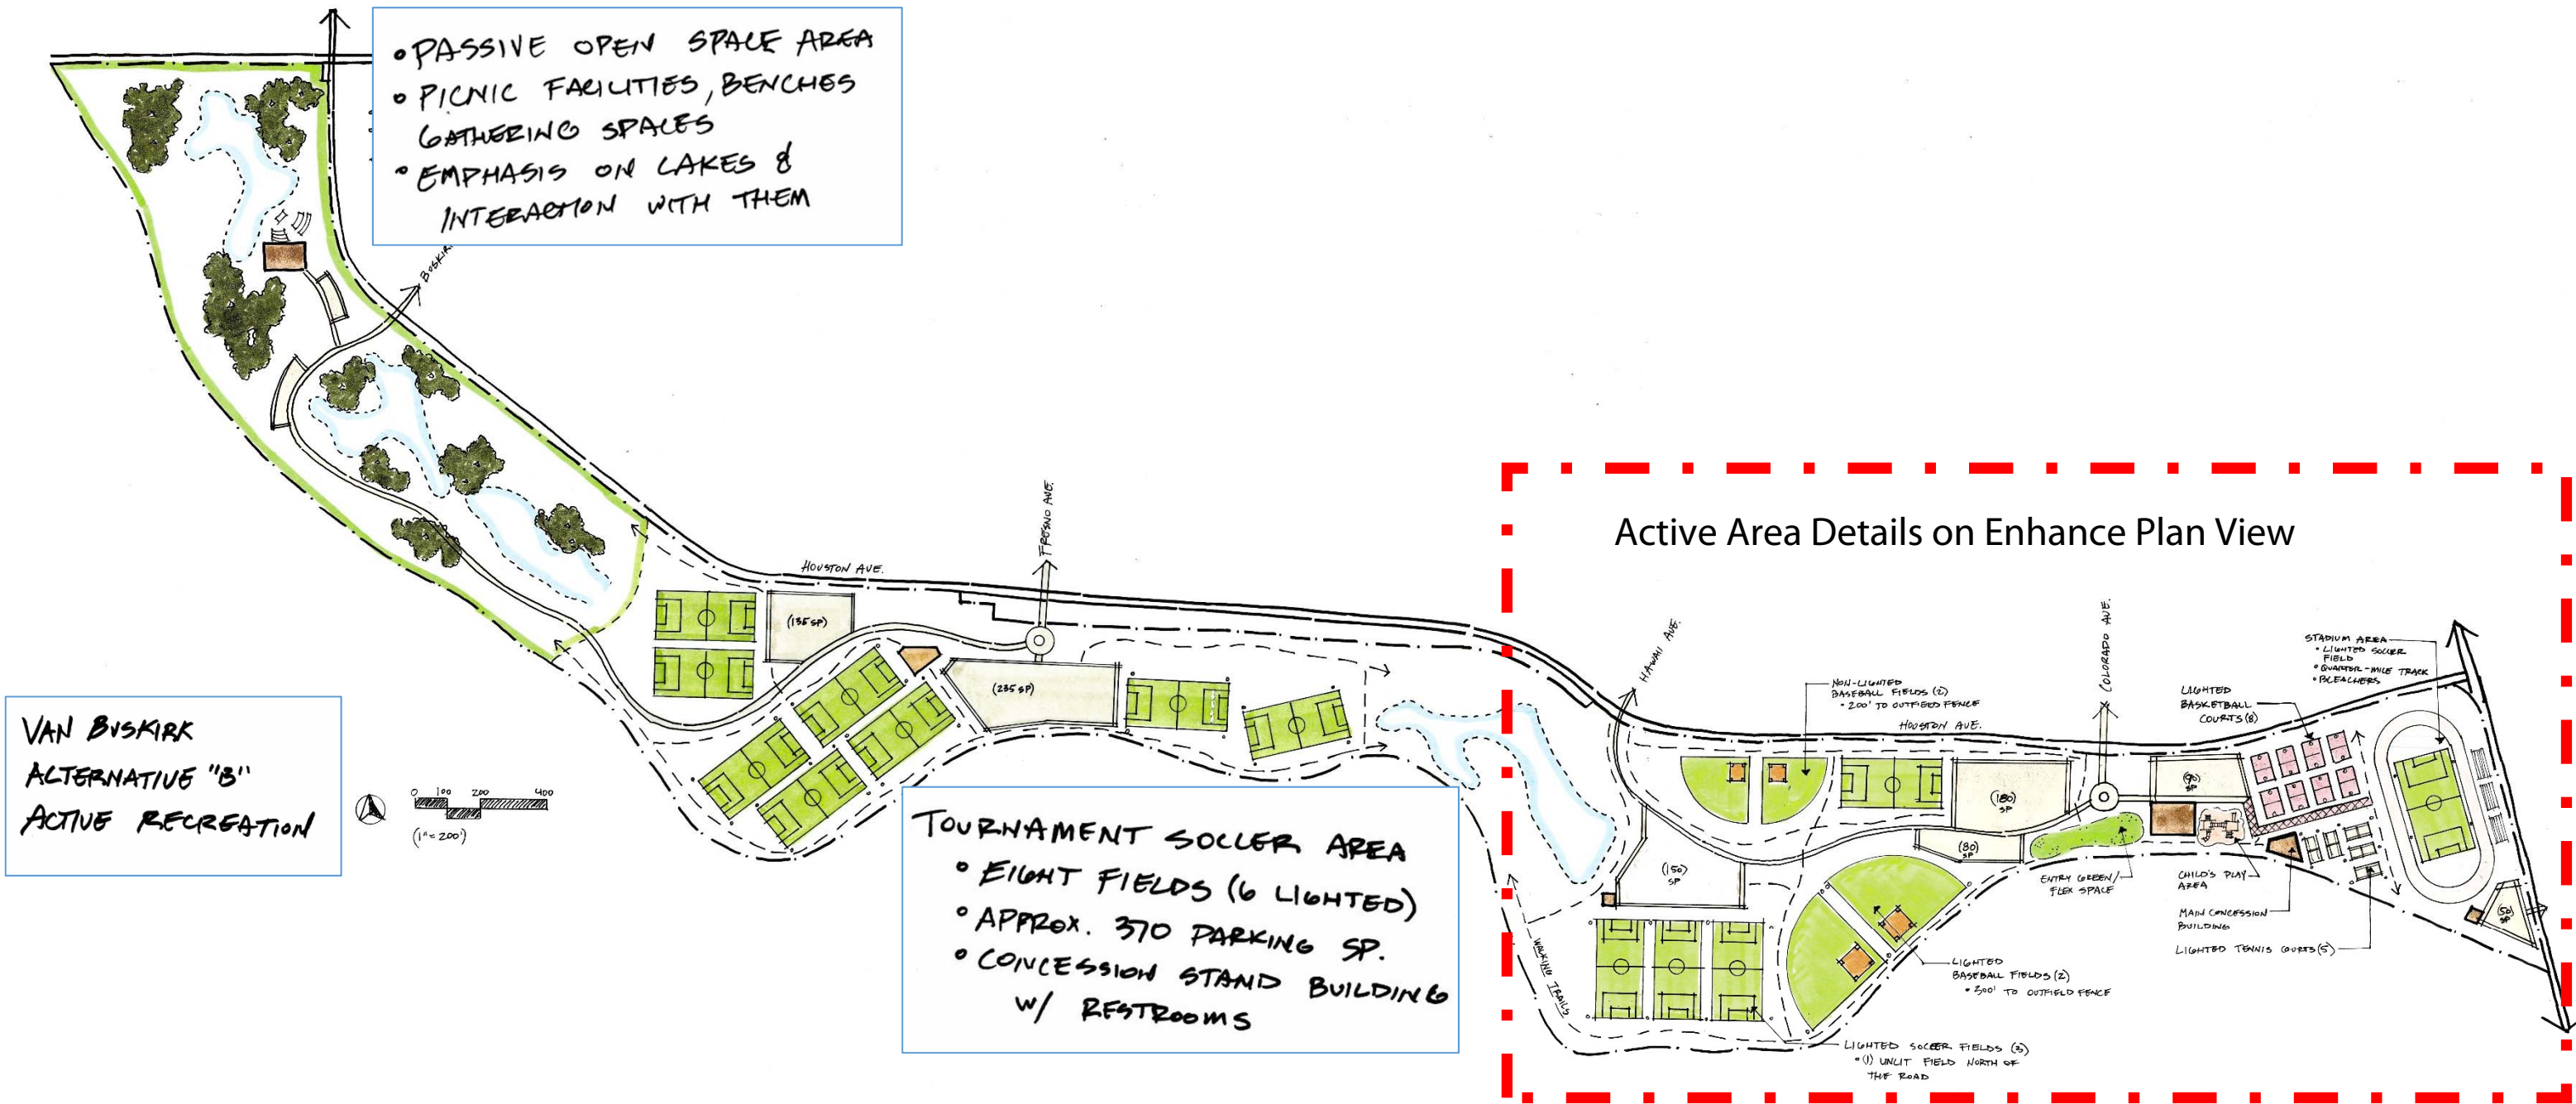 • PASSIVE OPEN SPACE AREA
• PICNIC FACILITIES, BENCHES
GATHERING SPACES
• EMPHASIS ON LAKES &
INTERACTION WITH THEM
VAN BUSKIRK
ALTERNATIVE "B"
ACTIVE RECREATION
0 100 200 400
(1" = 200')
HOUSTON AVE.
FRESNO AVE.
(135 SP)
(235 SP)
TOURNAMENT SOCCER AREA
• EIGHT FIELDS (6 LIGHTED)
• APPROX. 370 PARKING SP.
• CONCESSION STAND BUILDING
W/ RESTROOMS
Active Area Details on Enhance Plan View
HAWAII AVE.
COLORADO AVE.
NON-LIGHTED
BASEBALL FIELDS (2)
• 200' TO OUTFIELD FENCE
HOUSTON AVE.
LIGHTED
BASKETBALL
COURTS (8)
STADIUM AREA
• LIGHTED SOCCER
FIELD
• QUARTER-MILE TRACK
• BLEACHERS
(180)
SP
(90)
SP
(80)
SP
(150)
SP
(50)
SP
ENTRY GREEN/
FLEX SPACE
CHILD'S PLAY
AREA
MAIN CONCESSION
BUILDING
LIGHTED TENNIS COURTS (5)
WALKING TRAILS
LIGHTED
BASEBALL FIELDS (2)
• 300' TO OUTFIELD FENCE
LIGHTED SOCCER FIELDS (3)
• (1) UNLIT FIELD NORTH OF
THE ROAD